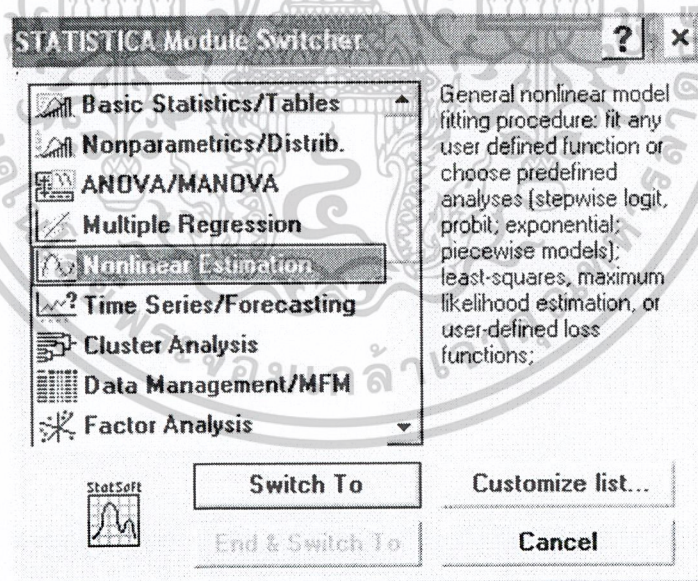 STATISTICA Module Switcher
? ×
Basic Statistics/Tables
Nonparametrics/Distrib.
ANOVA/MANOVA
Multiple Regression
Nonlinear Estimation
Time Series/Forecasting
Cluster Analysis
Data Management/MFM
Factor Analysis
General nonlinear model
fitting procedure: fit any
user defined function or
choose predefined
analyses (stepwise logit,
probit; exponential;
piecewise models);
least-squares, maximum
likelihood estimation, or
user-defined loss
functions;
StatSoft
Switch To
Customize list...
End & Switch To
Cancel